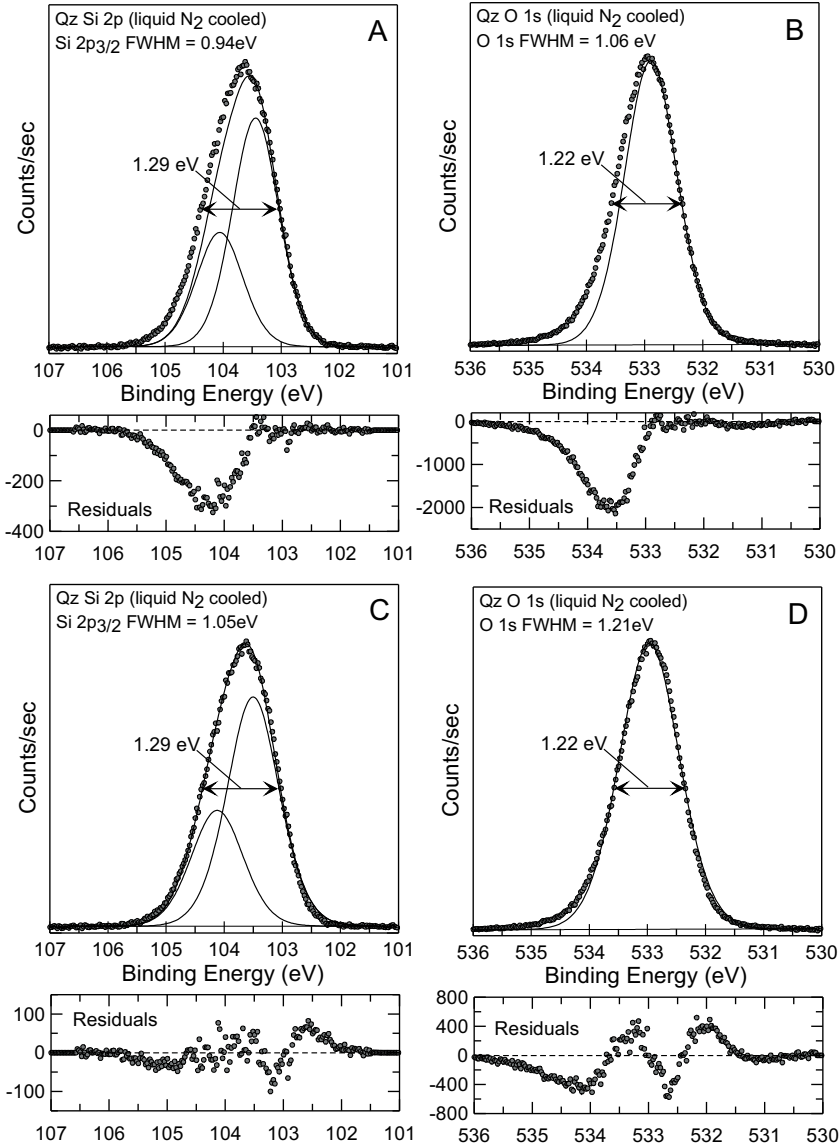 Qz Si 2p (liquid N2 cooled)
Si 2p3/2 FWHM = 0.94eV
A
Counts/sec
1.29 eV
107 106 105 104 103 102 101
Binding Energy (eV)
0
-200
-400
Residuals
107 106 105 104 103 102 101
Qz O 1s (liquid N2 cooled)
O 1s FWHM = 1.06 eV
B
Counts/sec
1.22 eV
536 535 534 533 532 531 530
Binding Energy (eV)
0
-1000
-2000
Residuals
536 535 534 533 532 531 530
Qz Si 2p (liquid N2 cooled)
Si 2p3/2 FWHM = 1.05eV
C
Counts/sec
1.29 eV
107 106 105 104 103 102 101
Binding Energy (eV)
100
0
-100
Residuals
107 106 105 104 103 102 101
Qz O 1s (liquid N2 cooled)
O 1s FWHM = 1.21eV
D
Counts/sec
1.22 eV
536 535 534 533 532 531 530
Binding Energy (eV)
800
400
0
-400
-800
Residuals
536 535 534 533 532 531 530